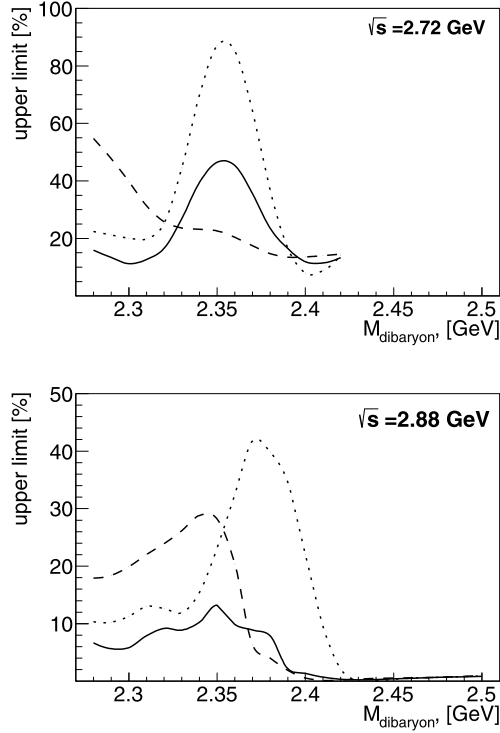 √s =2.72 GeV
upper limit [%]
100
80
60
40
20
2.3 2.35 2.4 2.45 2.5
M_dibaryon, [GeV]
√s =2.88 GeV
upper limit [%]
50
40
30
20
10
2.3 2.35 2.4 2.45 2.5
M_dibaryon, [GeV]